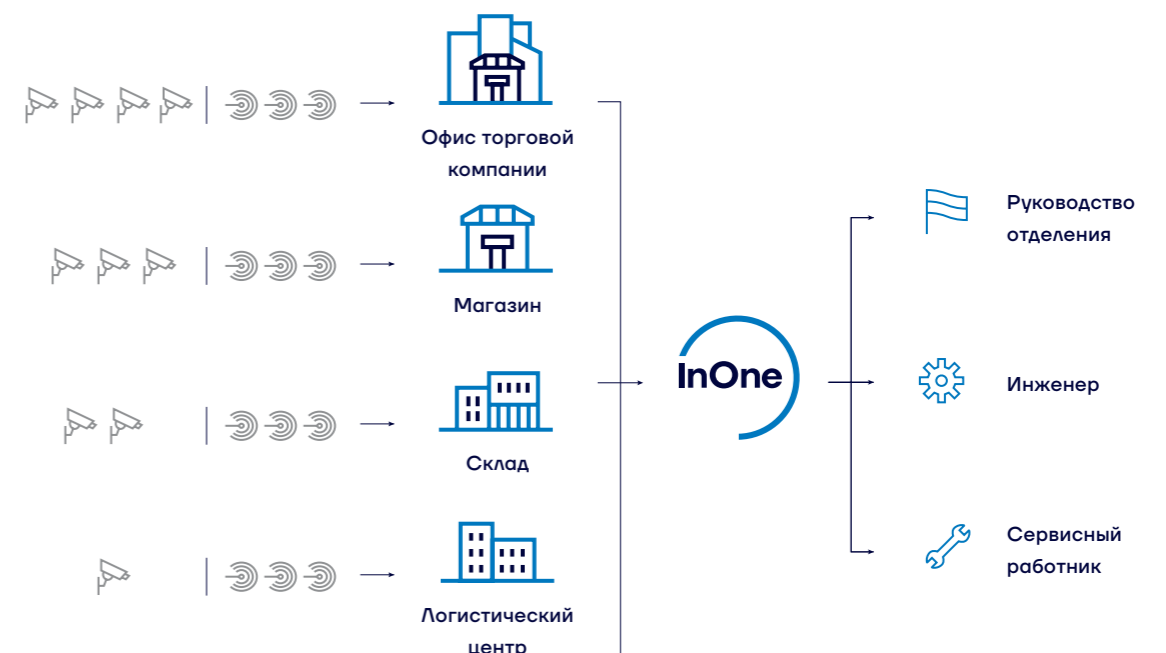 Офис торговой
компании
Магазин
Склад
Логистический
центр
InOne
Руководство
отделения
Инженер
Сервисный
работник